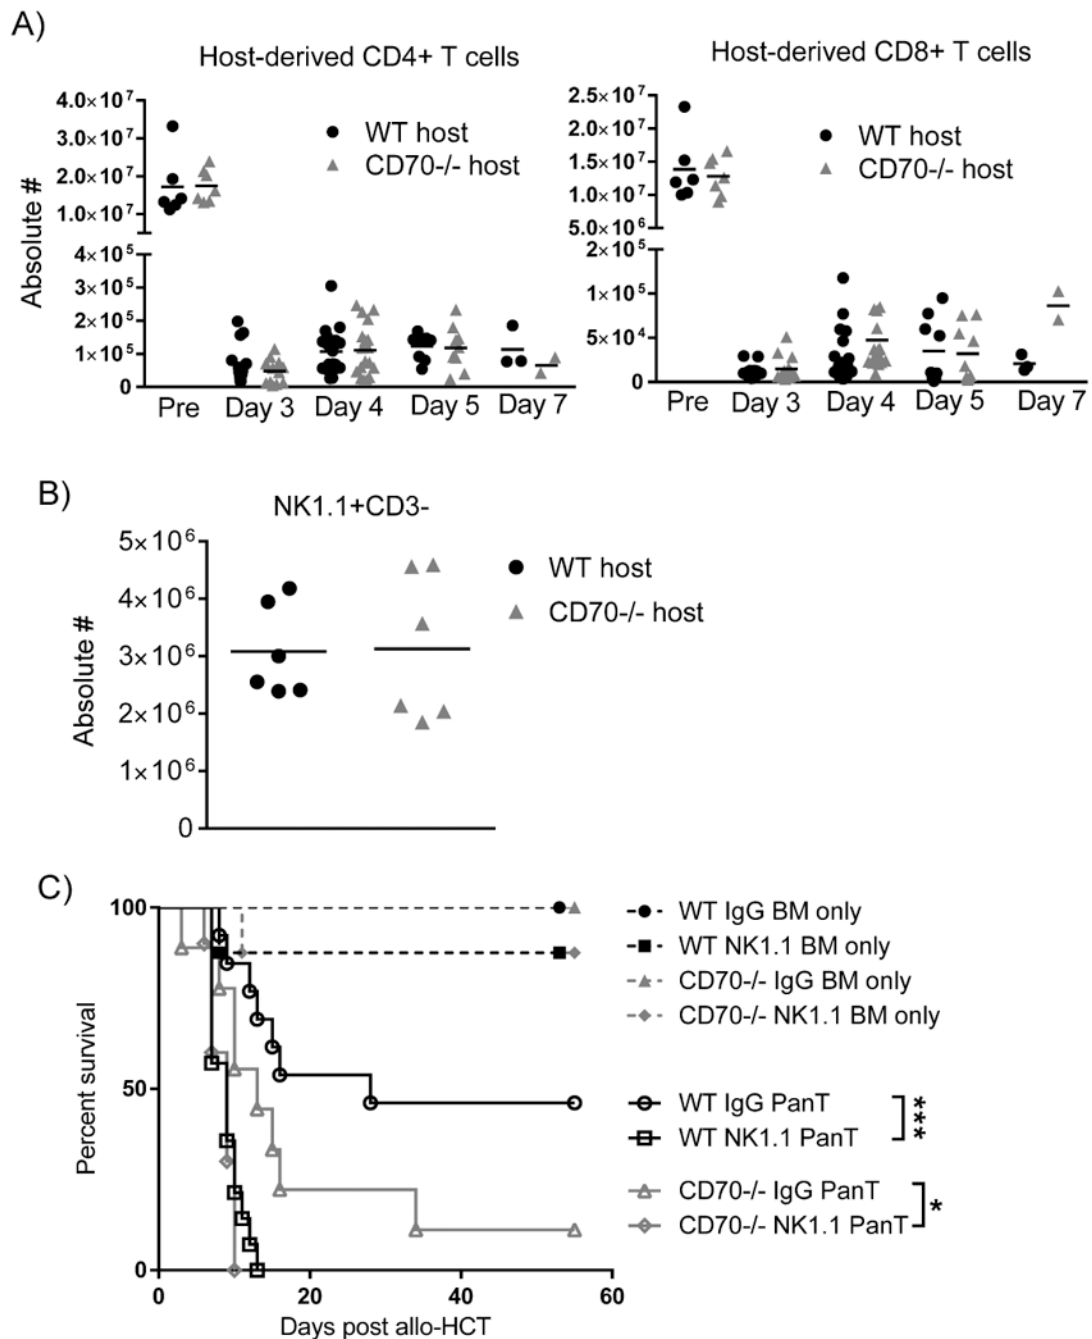 A)
Host-derived CD4+ T cells
Host-derived CD8+ T cells
Absolute #
4.0×10⁷
3.0×10⁷
2.0×10⁷
1.0×10⁷
4×10⁵
3×10⁵
2×10⁵
1×10⁵
0
WT host
CD70-/- host
Pre Day 3 Day 4 Day 5 Day 7
2.5×10⁷
2.0×10⁷
1.5×10⁷
1.0×10⁷
5.0×10⁶
2×10⁵
1×10⁵
5×10⁴
0
WT host
CD70-/- host
Pre Day 3 Day 4 Day 5 Day 7
B)
NK1.1+CD3-
Absolute #
5×10⁶
4×10⁶
3×10⁶
2×10⁶
1×10⁶
0
WT host
CD70-/- host
C)
Percent survival
100
50
0
0 20 40 60
Days post allo-HCT
WT IgG BM only
WT NK1.1 BM only
CD70-/- IgG BM only
CD70-/- NK1.1 BM only
WT IgG PanT
WT NK1.1 PanT
***
CD70-/- IgG PanT
CD70-/- NK1.1 PanT
*